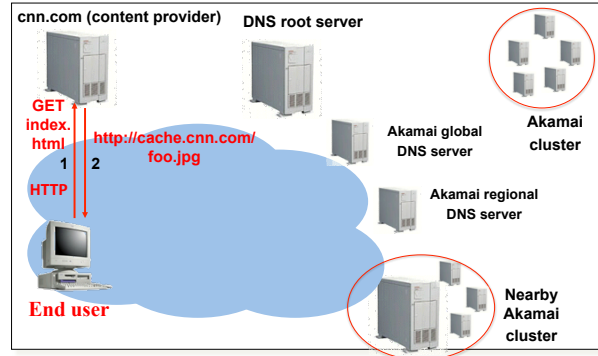 cnn.com (content provider)
DNS root server
GET
index.
html
http://cache.cnn.com/
foo.jpg
1
2
HTTP
Akamai global
DNS server
Akamai
cluster
Akamai regional
DNS server
End user
Nearby
Akamai
cluster